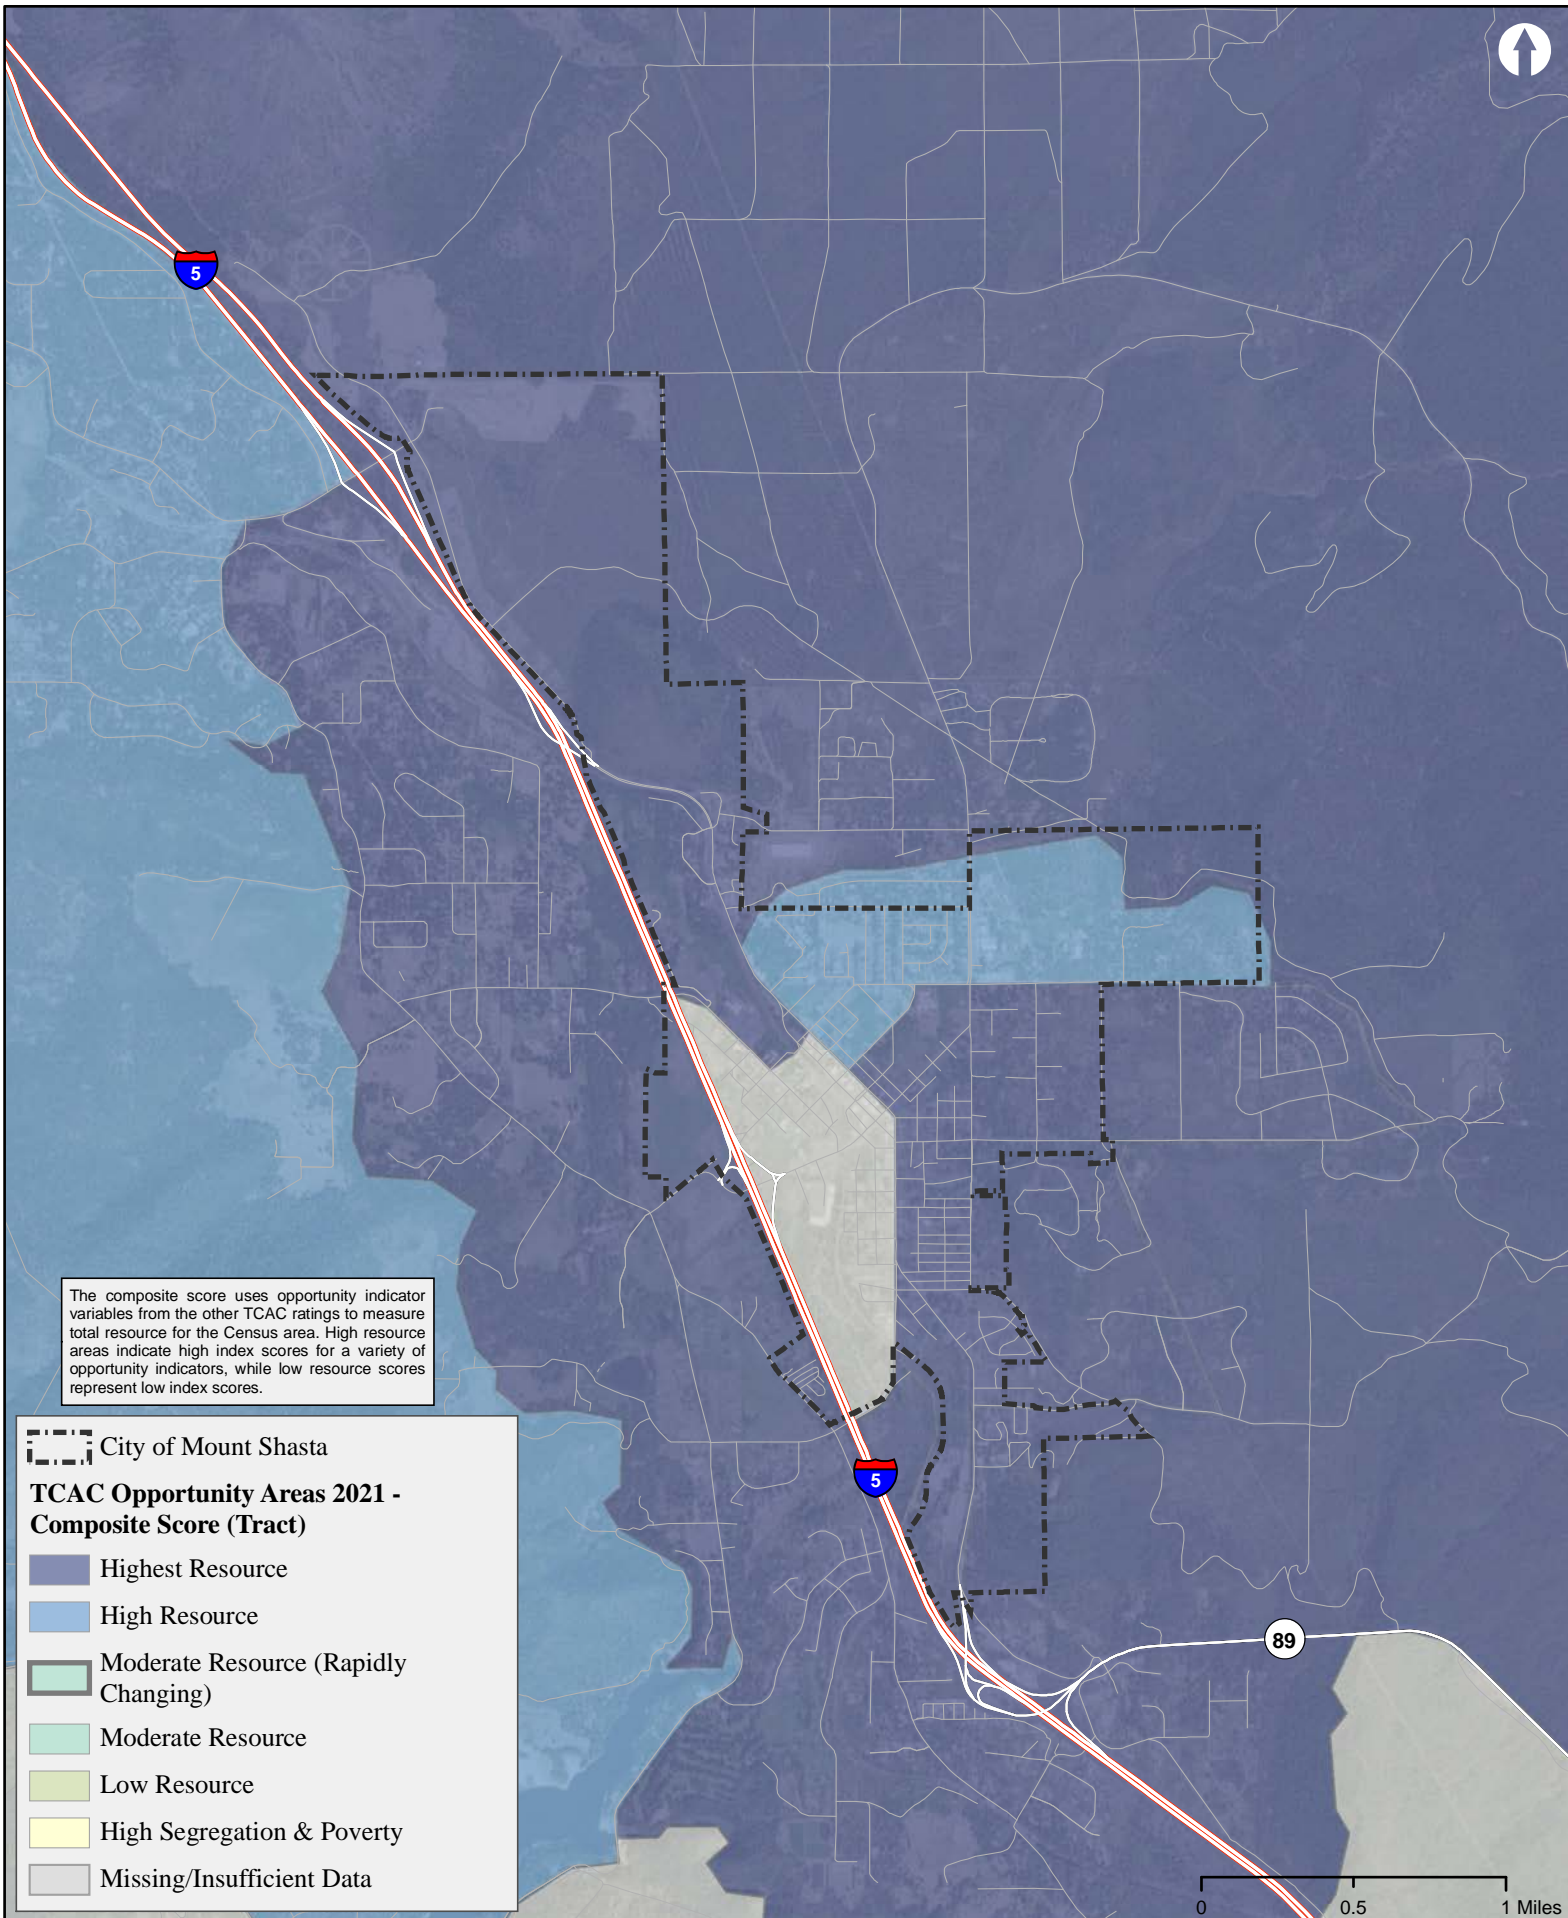 5
The composite score uses opportunity indicator
variables from the other TCAC ratings to measure
total resource for the Census area. High resource
areas indicate high index scores for a variety of
opportunity indicators, while low resource scores
represent low index scores.
City of Mount Shasta
TCAC Opportunity Areas 2021 -
Composite Score (Tract)
Highest Resource
High Resource
Moderate Resource (Rapidly
Changing)
Moderate Resource
Low Resource
High Segregation & Poverty
Missing/Insufficient Data
5
89
0 0.5 1 Miles